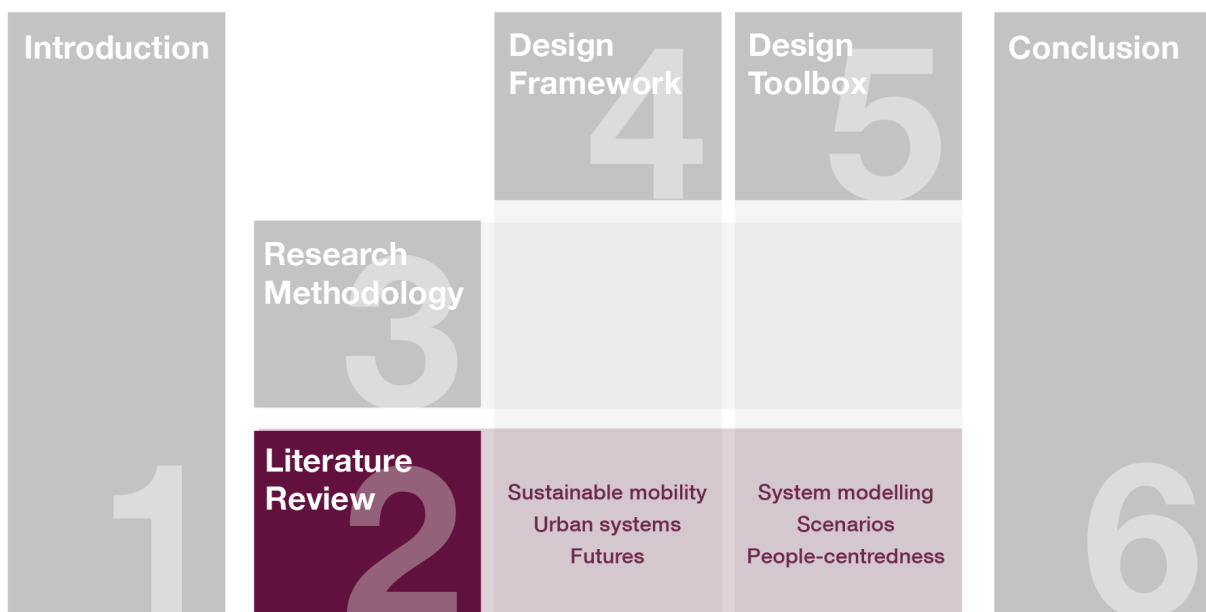 Introduction
1
Design
Framework
4
Design
Toolbox
5
Conclusion
6
Research
Methodology
3
Literature
Review
2
Sustainable mobility
Urban systems
Futures
System modelling
Scenarios
People-centredness